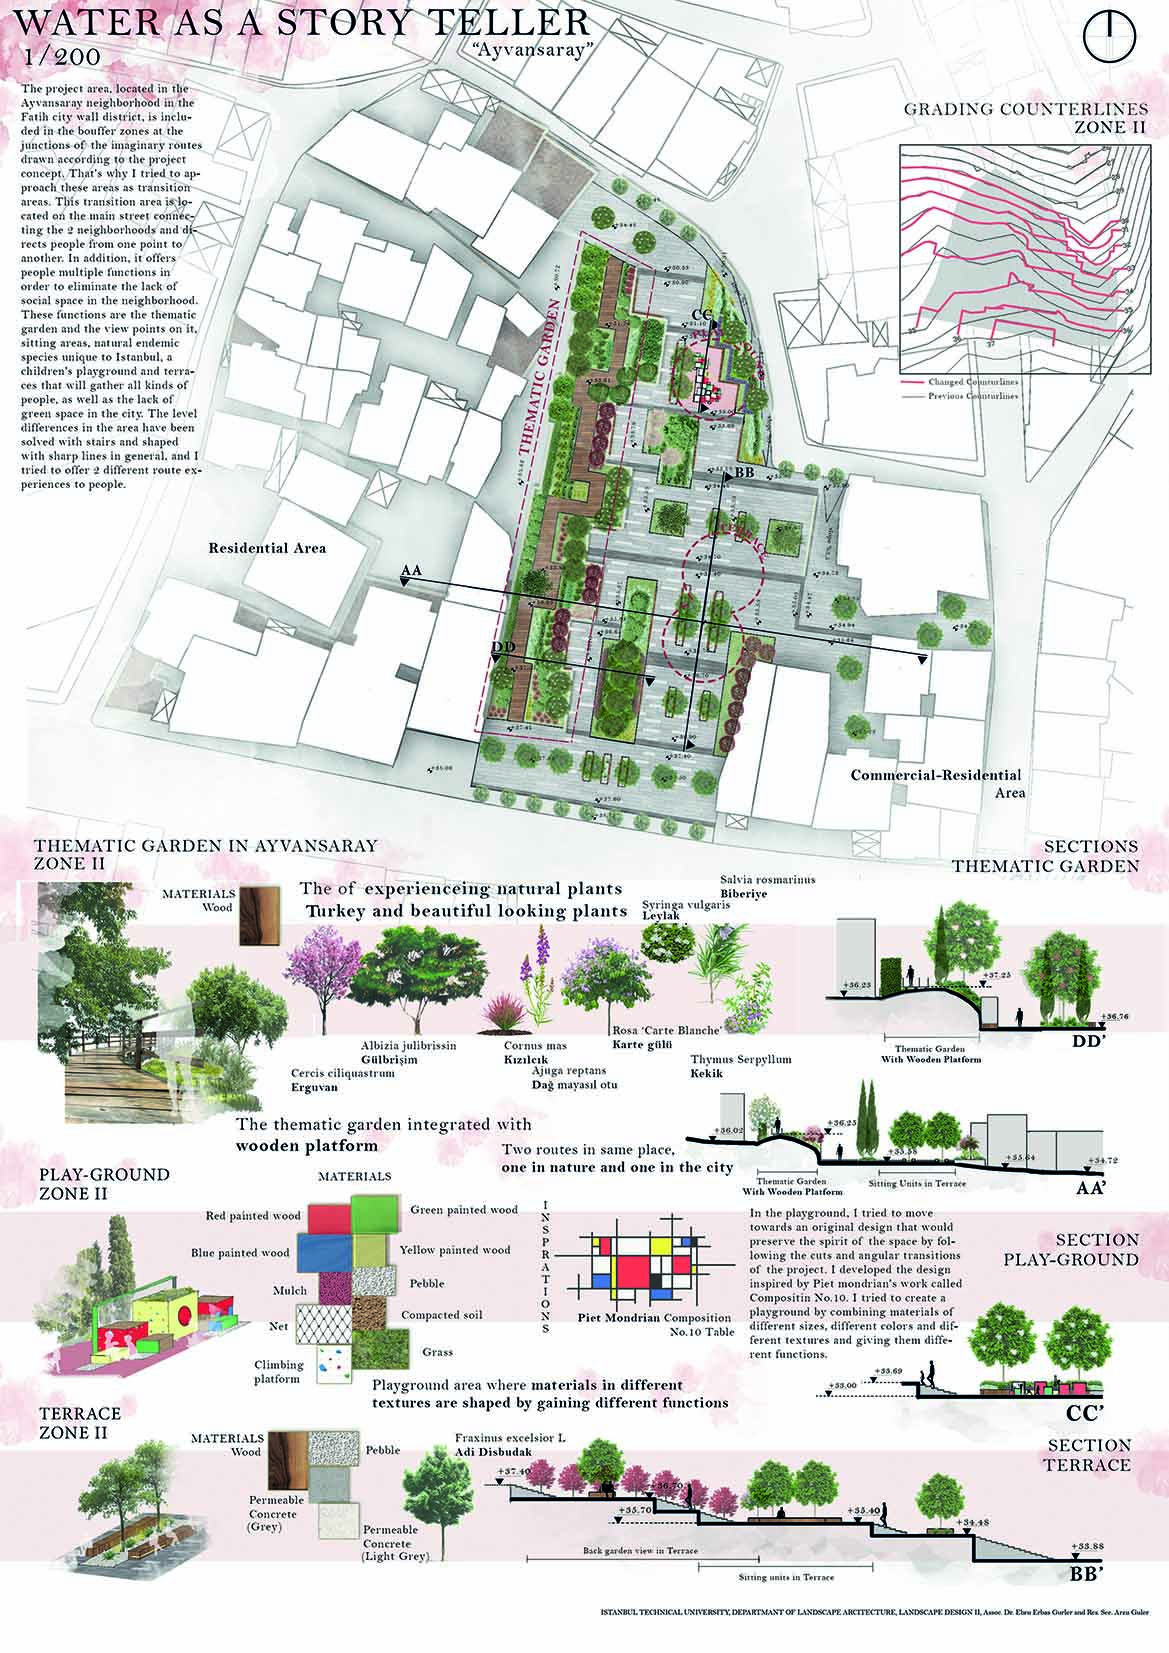 WATER AS A STORY TELLER
1/200
"Ayvansaray"
The project area, located in the
Ayvansaray neighborhood in the
Fatih city wall district, is inclu-
ded in the bouffer zones at the
junctions of the imaginary routes
drawn according to the project
concept. That's why I tried to ap-
proach these areas as transition
areas. This transition area is lo-
cated on the main street connec-
ting the 2 neighborhoods and di-
rects people from one point to
another. In addition, it offers
people multiple functions in
order to eliminate the lack of
social space in the neighborhood.
These functions are the thematic
garden and the view points on it,
sitting areas, natural endemic
species unique to Istanbul, a
children's playground and terra-
ces that will gather all kinds of
people, as well as the lack of
green space in the city. The level
differences in the area have been
solved with stairs and shaped
with sharp lines in general, and I
tried to offer 2 different route ex-
periences to people.
GRADING COUNTERLINES
ZONE II
Changed Counturlines
Previous Counturlines
THEMATIC GARDEN
CC
BB
AA
DD
Residential Area
Commercial-Residential
Area
THEMATIC GARDEN IN AYVANSARAY
ZONE II
MATERIALS
Wood
The of experienceing natural plants
Turkey and beautiful looking plants
Salvia rosmarinus
Biberiye
Syringa vulgaris
Leylak
Albizia julibrissin
Gülbrişim
Cercis ciliquastrum
Erguvan
Cornus mas
Kızılcık
Ajuga reptans
Dağ mayasıl otu
Rosa 'Carte Blanche'
Karte gülü
Thymus Serpyllum
Kekik
The thematic garden integrated with
wooden platform
Two routes in same place,
one in nature and one in the city
SECTIONS
THEMATIC GARDEN
+36.23
+37.25
+36.76
Thematic Garden
With Wooden Platform
DD'
+36.02
+36.25
+35.58
+35.64
+34.72
Thematic Garden
With Wooden Platform
Sitting Units in Terrace
AA'
PLAY-GROUND
ZONE II
MATERIALS
Red painted wood
Green painted wood
Blue painted wood
Yellow painted wood
Mulch
Pebble
Net
Compacted soil
Climbing
platform
Grass
INSPRATIONS
Piet Mondrian Composition
No.10 Table
Playground area where materials in different
textures are shaped by gaining different functions
In the playground, I tried to move
towards an original design that would
preserve the spirit of the space by fol-
lowing the cuts and angular transitions
of the project. I developed the design
inspired by Piet mondrian's work called
Compositin No.10. I tried to create a
playground by combining materials of
different sizes, different colors and dif-
ferent textures and giving them diffe-
rent functions.
SECTION
PLAY-GROUND
+33.69
+33.00
CC'
TERRACE
ZONE II
MATERIALS
Wood
Pebble
Permeable
Concrete
(Grey)
Permeable
Concrete
(Light Grey)
Fraxinus excelsior L
Adi Disbudak
SECTION
TERRACE
+37.40
+36.70
+35.70
+35.40
+34.48
+33.88
Back garden view in Terrace
Sitting units in Terrace
BB'
ISTANBUL TECHNICAL UNIVERSITY, DEPARTMANT OF LANDSCAPE ARCITECTURE, LANDSCAPE DESIGN II, Assoc. Dr. Ebru Erbas Gurler and Res. See. Arzu Guler